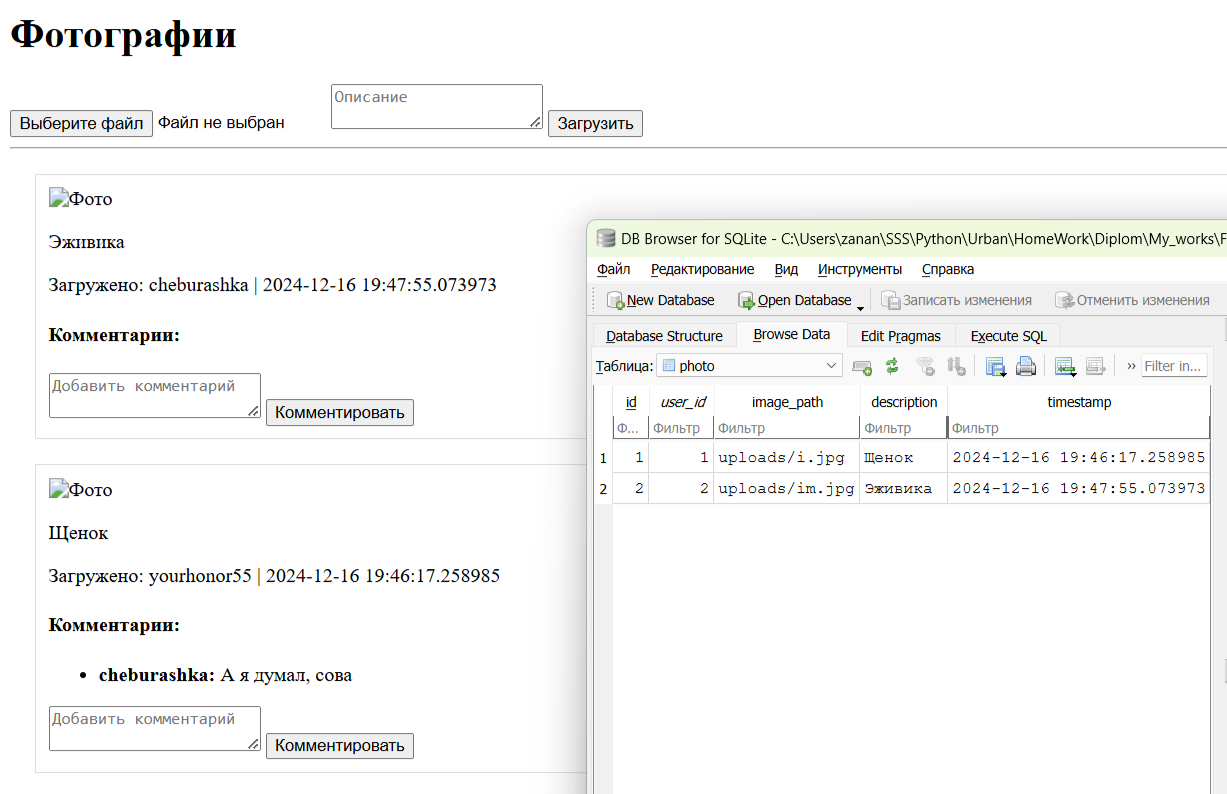 Фотографии
Описание
Выберите файл Файл не выбран Загрузить
Фото
Эживика
Загружено: cheburashka | 2024-12-16 19:47:55.073973
Комментарии:
Добавить комментарий
Комментировать
Фото
Щенок
Загружено: yourhonor55 | 2024-12-16 19:46:17.258985
Комментарии:
• cheburashka: А я думал, сова
Добавить комментарий
Комментировать
DB Browser for SQLite - C:\Users\zanan\SSS\Python\Urban\HomeWork\Diplom\My_works\F
Файл Редактирование Вид Инструменты Справка
New Database Open Database Записать изменения Отменить изменения
Database Structure Browse Data Edit Pragmas Execute SQL
Таблица: photo » Filter in...
id user_id image_path description timestamp
Ф... Фильтр Фильтр Фильтр Фильтр
1 1 1 uploads/i.jpg Щенок 2024-12-16 19:46:17.258985
2 2 2 uploads/im.jpg Эживика 2024-12-16 19:47:55.073973